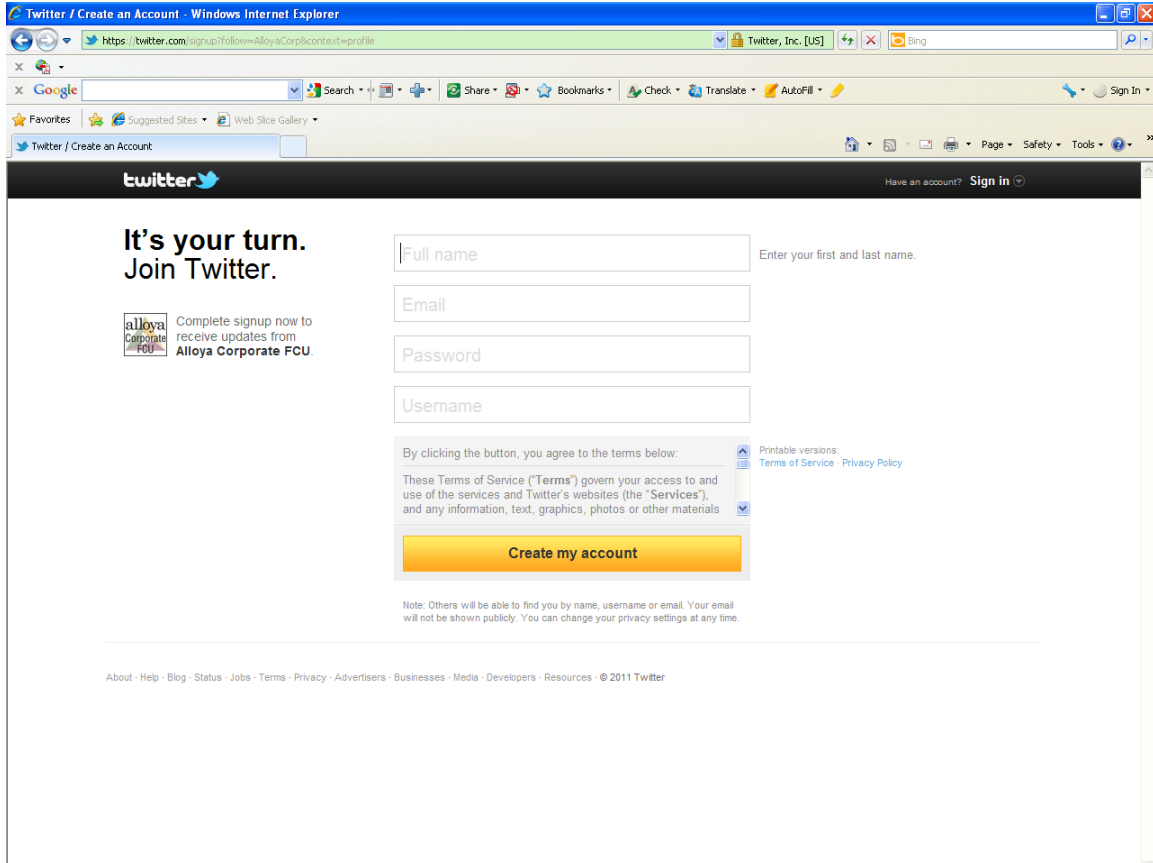 Twitter / Create an Account - Windows Internet Explorer
https://twitter.com/signup?follow=AlloyaCorp&context=profile Twitter, Inc. [US] Bing
x
x Google Search Share Bookmarks Check Translate AutoFill Sign In
Favorites Suggested Sites Web Slice Gallery
Twitter / Create an Account Page Safety Tools »
twitter Have an account? Sign in
It's your turn.
Join Twitter.
alloya
Corporate
FCU
Complete signup now to
receive updates from
Alloya Corporate FCU.
Full name Enter your first and last name.
Email
Password
Username
By clicking the button, you agree to the terms below:
These Terms of Service (“Terms”) govern your access to and
use of the services and Twitter’s websites (the “Services”),
and any information, text, graphics, photos or other materials
Printable versions:
Terms of Service · Privacy Policy
Create my account
Note: Others will be able to find you by name, username or email. Your email
will not be shown publicly. You can change your privacy settings at any time.
About · Help · Blog · Status · Jobs · Terms · Privacy · Advertisers · Businesses · Media · Developers · Resources · © 2011 Twitter